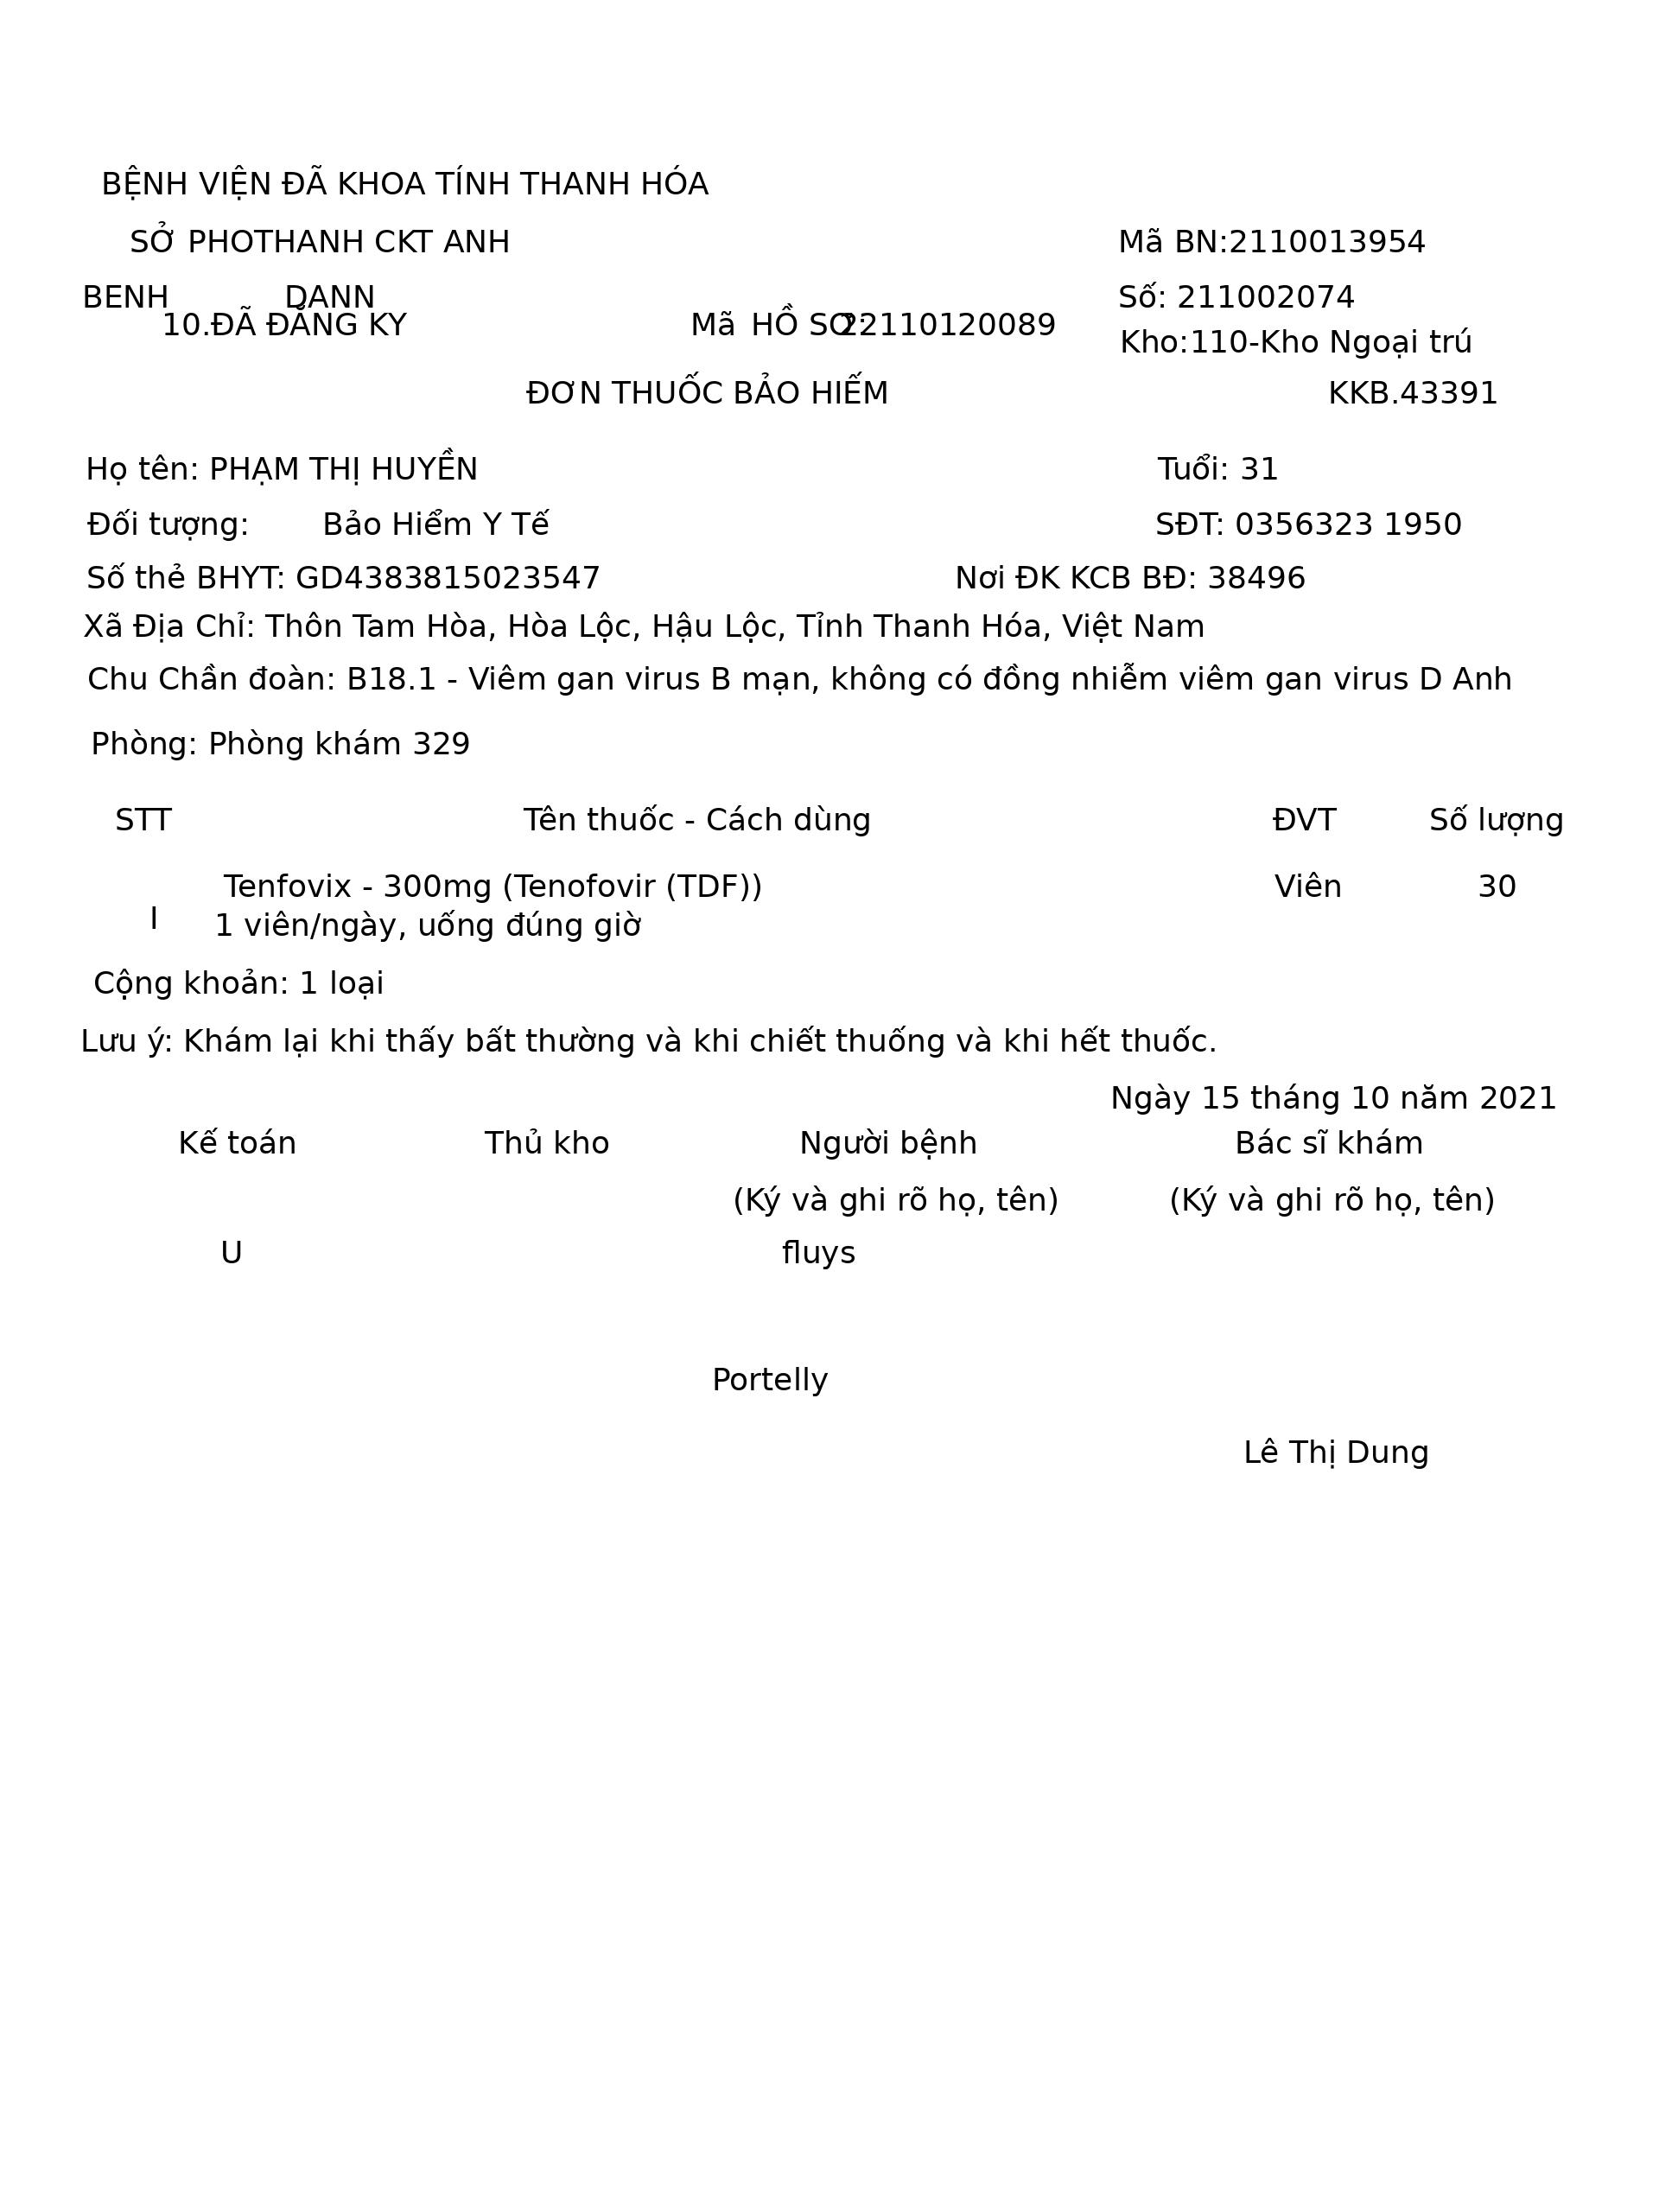 BỆNH VIỆN ĐÃ KHOA TÍNH THANH HÓA
SỞ PHOTHANH CKT ANH Mã BN:2110013954
BENH DANN Số: 211002074
10.ĐÃ ĐĂNG KY Mã HỒ SƠ: 22110120089
Kho:110-Kho Ngoại trú
ĐƠN THUỐC BẢO HIẾM KKB.43391
Họ tên: PHẠM THỊ HUYỀN Tuổi: 31
Đối tượng: Bảo Hiểm Y Tế SĐT: 0356323 1950
Số thẻ BHYT: GD4383815023547 Nơi ĐK KCB BĐ: 38496
Xã Địa Chỉ: Thôn Tam Hòa, Hòa Lộc, Hậu Lộc, Tỉnh Thanh Hóa, Việt Nam
Chu Chần đoàn: B18.1 - Viêm gan virus B mạn, không có đồng nhiễm viêm gan virus D Anh
Phòng: Phòng khám 329
STT Tên thuốc - Cách dùng ĐVT Số lượng
Tenfovix - 300mg (Tenofovir (TDF)) Viên 30
I 1 viên/ngày, uống đúng giờ
Cộng khoản: 1 loại
Lưu ý: Khám lại khi thấy bất thường và khi chiết thuống và khi hết thuốc.
Ngày 15 tháng 10 năm 2021
Kế toán Thủ kho Người bệnh Bác sĩ khám
(Ký và ghi rõ họ, tên) (Ký và ghi rõ họ, tên)
U fluys
Portelly
Lê Thị Dung